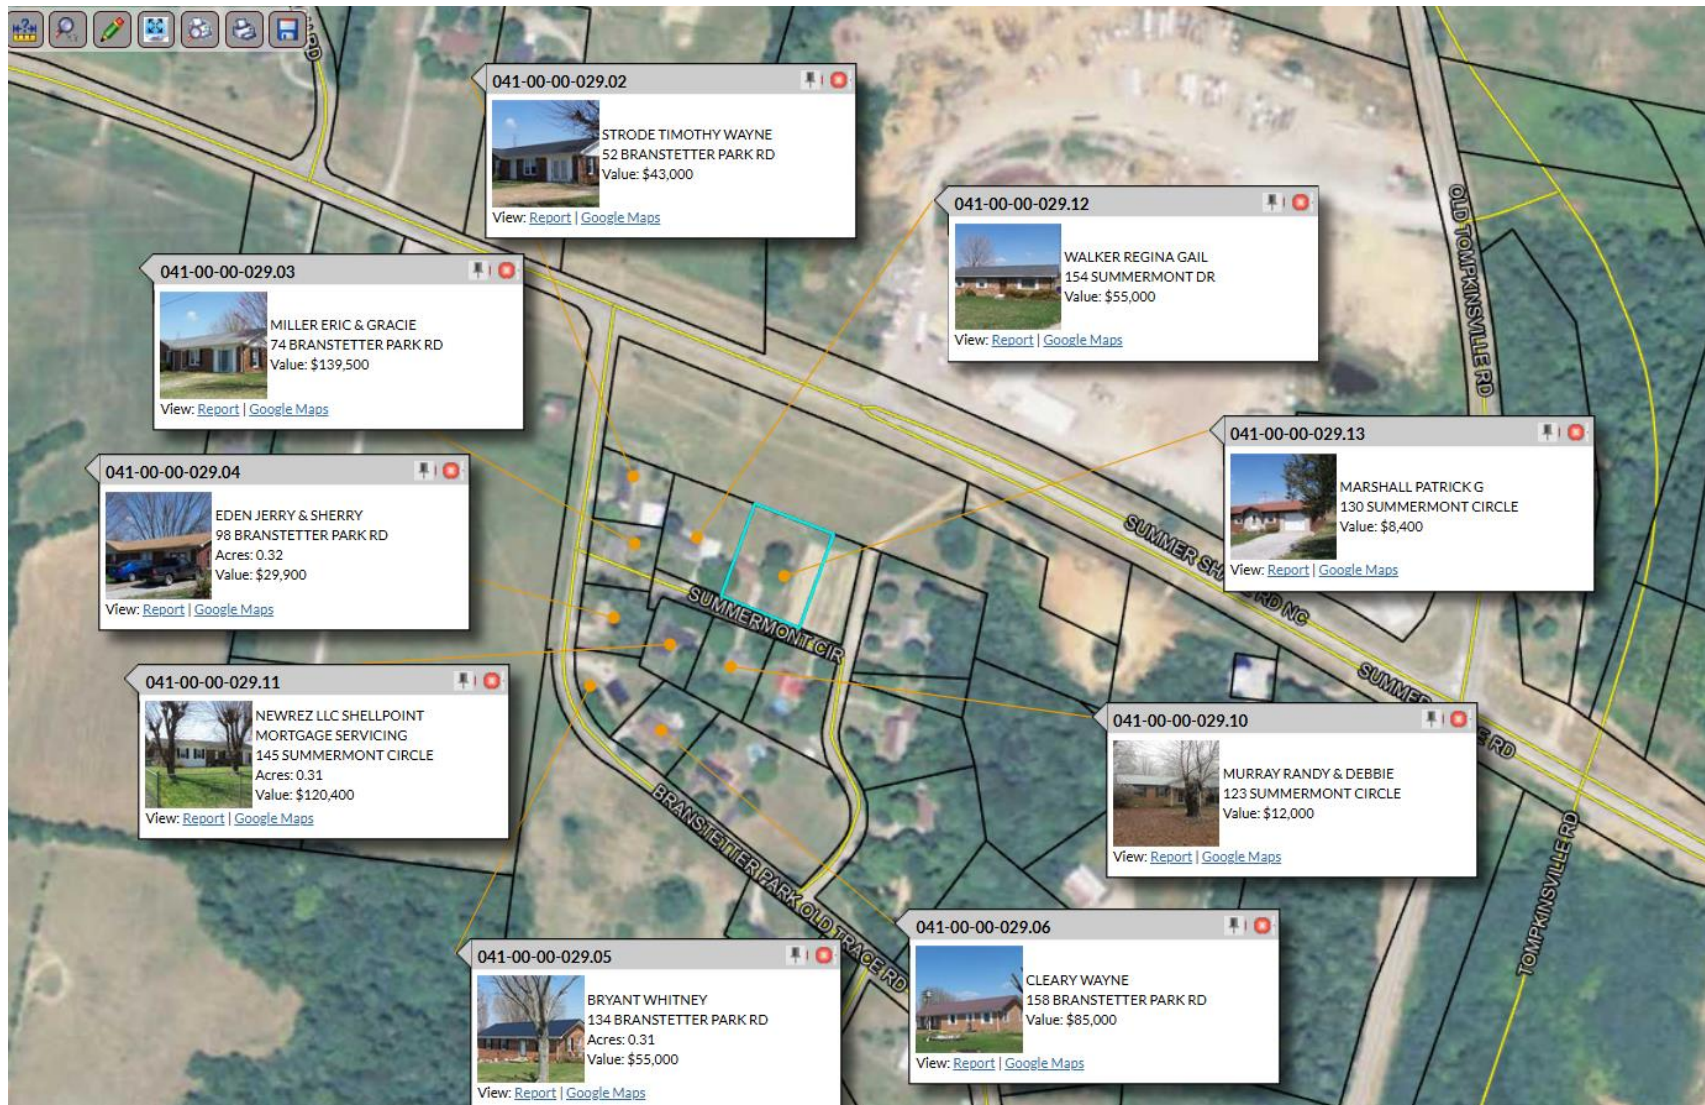 041-00-00-029.02
STRODE TIMOTHY WAYNE
52 BRANSTETTER PARK RD
Value: $43,000
View: Report | Google Maps
041-00-00-029.12
WALKER REGINA GAIL
154 SUMMERMONT DR
Value: $55,000
View: Report | Google Maps
041-00-00-029.03
MILLER ERIC & GRACIE
74 BRANSTETTER PARK RD
Value: $139,500
View: Report | Google Maps
OLD TOMPKINSVILLE RD
041-00-00-029.13
MARSHALL PATRICK G
130 SUMMERMONT CIRCLE
Value: $8,400
View: Report | Google Maps
041-00-00-029.04
EDEN JERRY & SHERRY
98 BRANSTETTER PARK RD
Acres: 0.32
Value: $29,900
View: Report | Google Maps
SUMMERMONT CIR
041-00-00-029.11
NEWREZ LLC SHELLPOINT
MORTGAGE SERVICING
145 SUMMERMONT CIRCLE
Acres: 0.31
Value: $120,400
View: Report | Google Maps
041-00-00-029.10
MURRAY RANDY & DEBBIE
123 SUMMERMONT CIRCLE
Value: $12,000
View: Report | Google Maps
BRANSTETTER PARK OLD TRACE RD
TOMPKINSVILLE RD
041-00-00-029.06
CLEARY WAYNE
158 BRANSTETTER PARK RD
Value: $85,000
View: Report | Google Maps
041-00-00-029.05
BRYANT WHITNEY
134 BRANSTETTER PARK RD
Acres: 0.31
Value: $55,000
View: Report | Google Maps